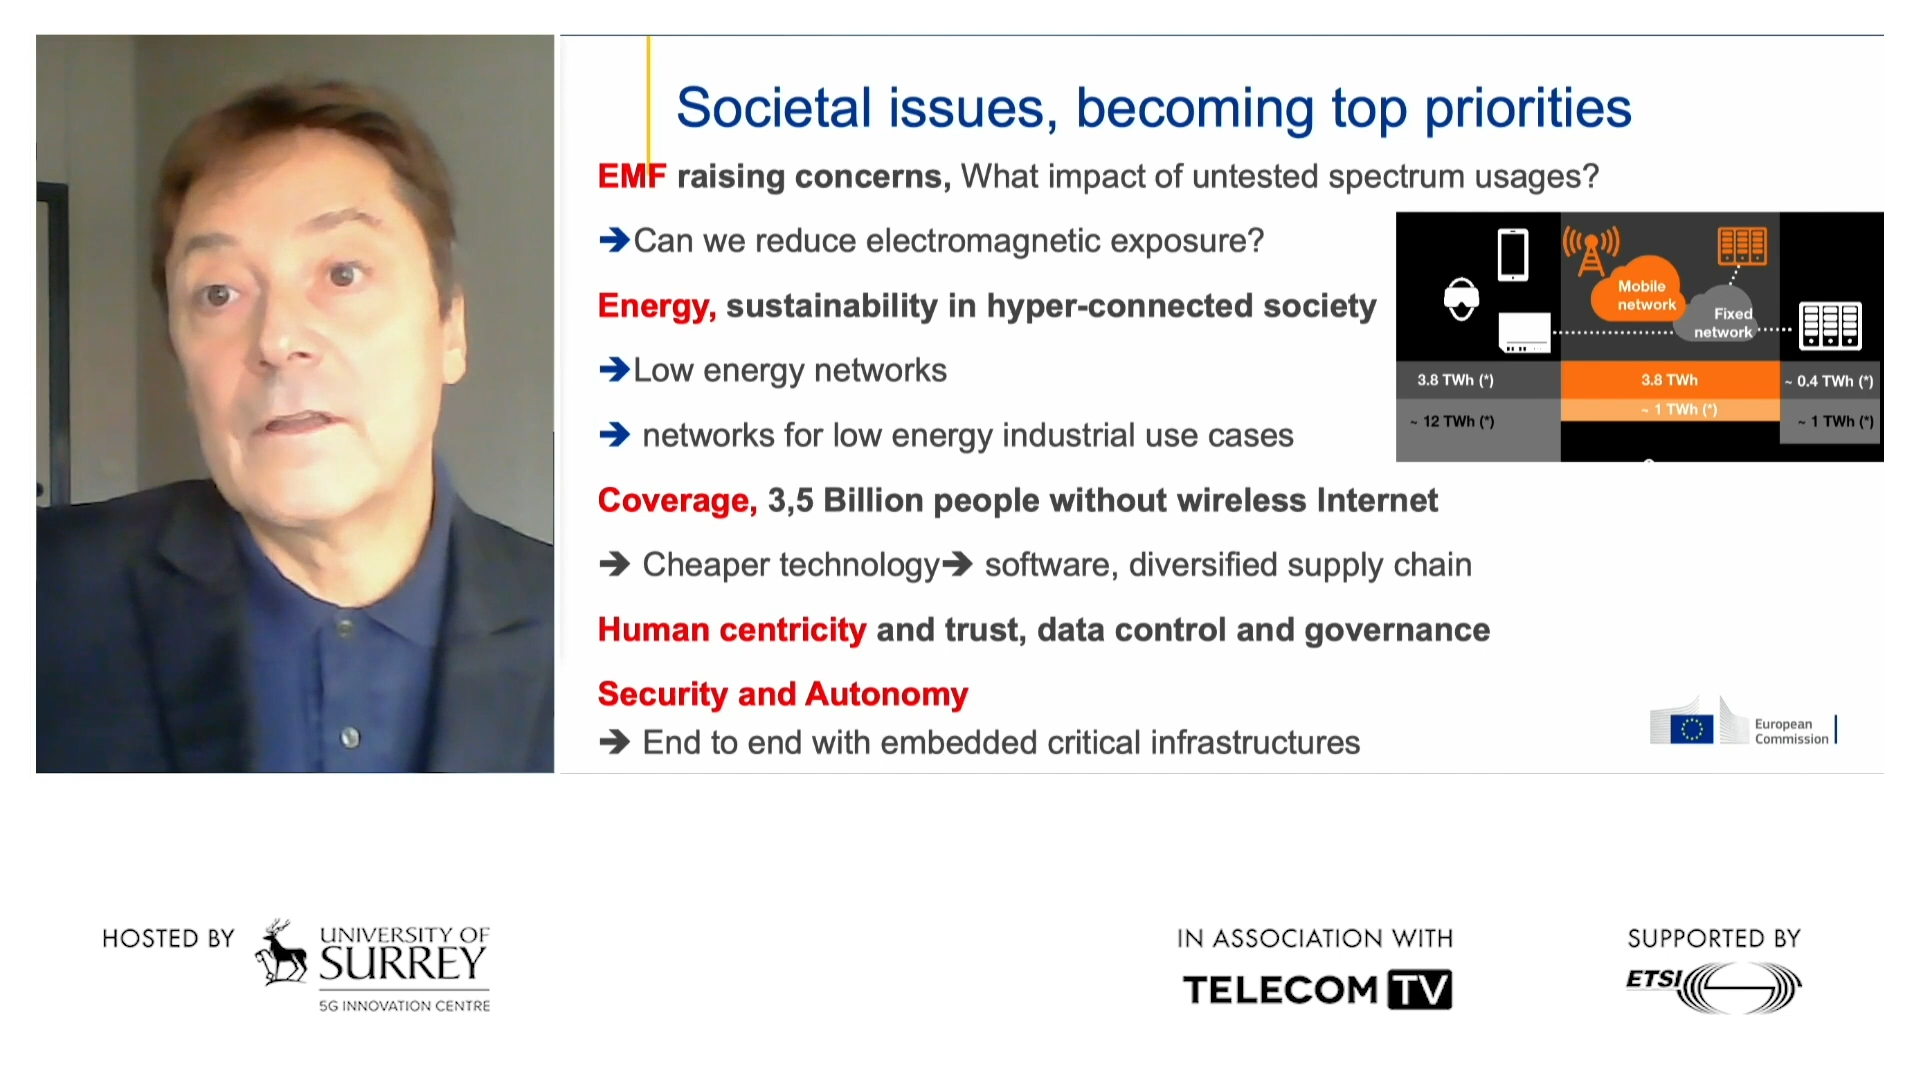 Societal issues, becoming top priorities
EMF raising concerns, What impact of untested spectrum usages?
➔Can we reduce electromagnetic exposure?
Energy, sustainability in hyper-connected society
➔Low energy networks
➔ networks for low energy industrial use cases
Coverage, 3,5 Billion people without wireless Internet
➔ Cheaper technology➔ software, diversified supply chain
Human centricity and trust, data control and governance
Security and Autonomy
➔ End to end with embedded critical infrastructures
Mobile
network
Fixed
network
3.8 TWh (*)
3.8 TWh
~ 0.4 TWh (*)
~ 1 TWh (*)
~ 12 TWh (*)
~ 1 TWh (*)
European
Commission
HOSTED BY
UNIVERSITY OF
SURREY
5G INNOVATION CENTRE
IN ASSOCIATION WITH
TELECOM TV
SUPPORTED BY
ETSI